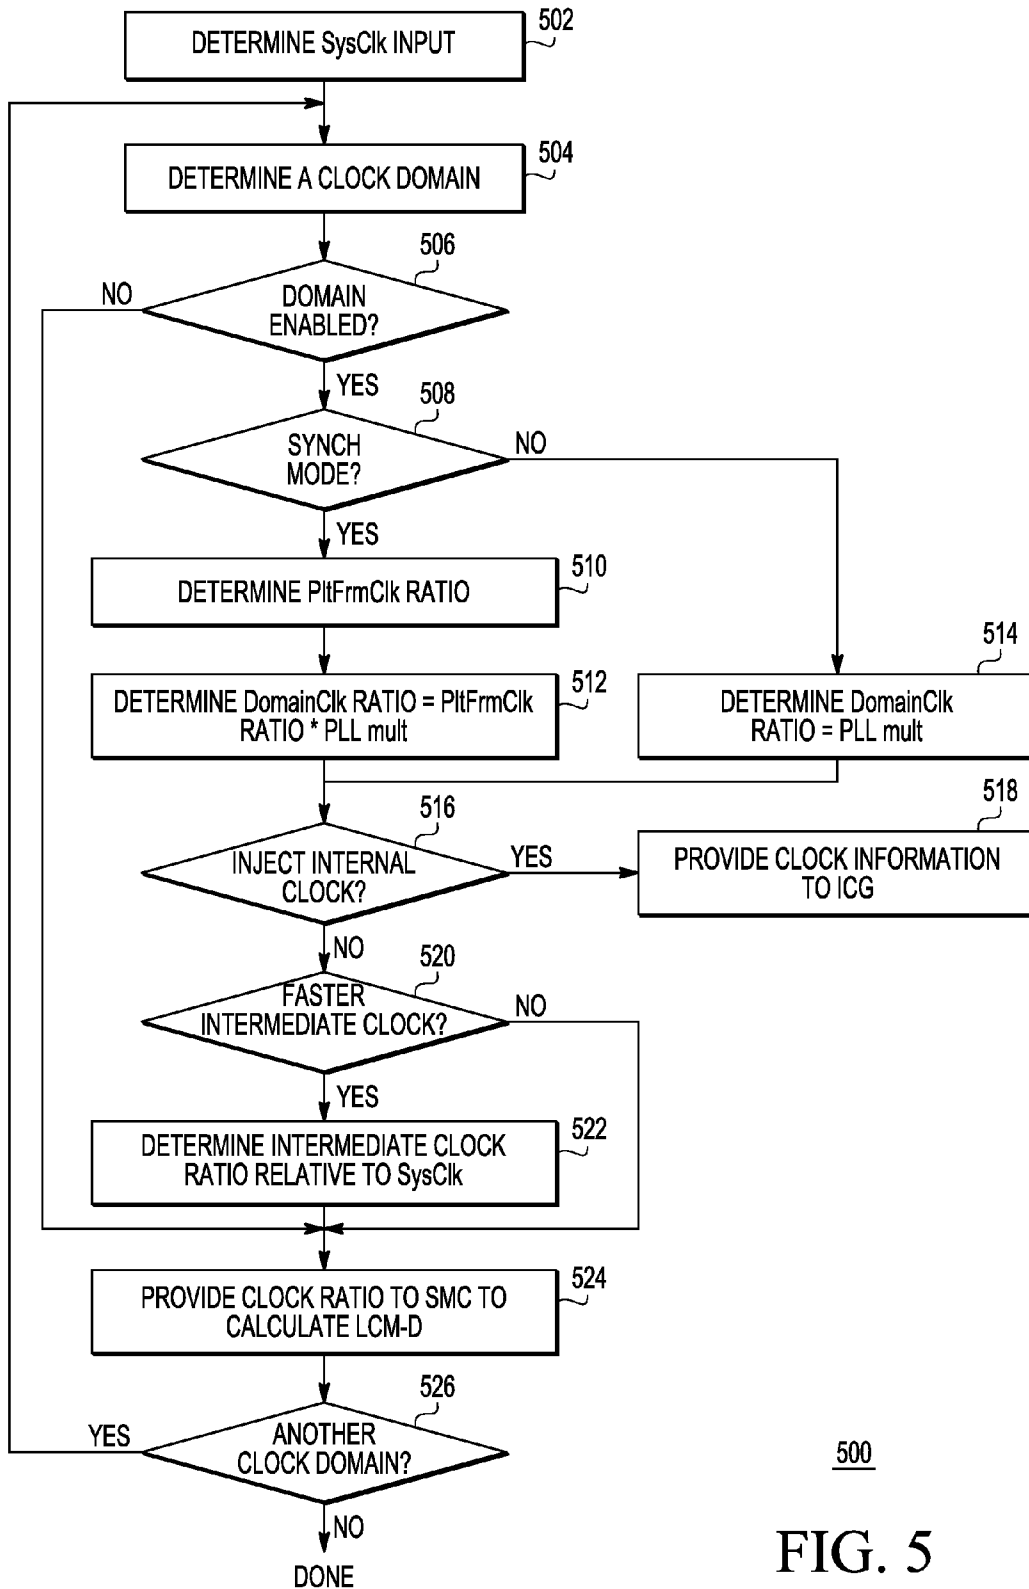 502
DETERMINE SysClk INPUT
504
DETERMINE A CLOCK DOMAIN
506
NO
DOMAIN
ENABLED?
YES
508
SYNCH
MODE?
NO
YES
510
DETERMINE PltFrmClk RATIO
512
DETERMINE DomainClk RATIO = PltFrmClk
RATIO * PLL mult
514
DETERMINE DomainClk
RATIO = PLL mult
516
INJECT INTERNAL
CLOCK?
YES
518
PROVIDE CLOCK INFORMATION
TO ICG
NO
520
FASTER
INTERMEDIATE CLOCK?
NO
YES
522
DETERMINE INTERMEDIATE CLOCK
RATIO RELATIVE TO SysClk
524
PROVIDE CLOCK RATIO TO SMC TO
CALCULATE LCM-D
526
YES
ANOTHER
CLOCK DOMAIN?
NO
DONE
500
FIG. 5